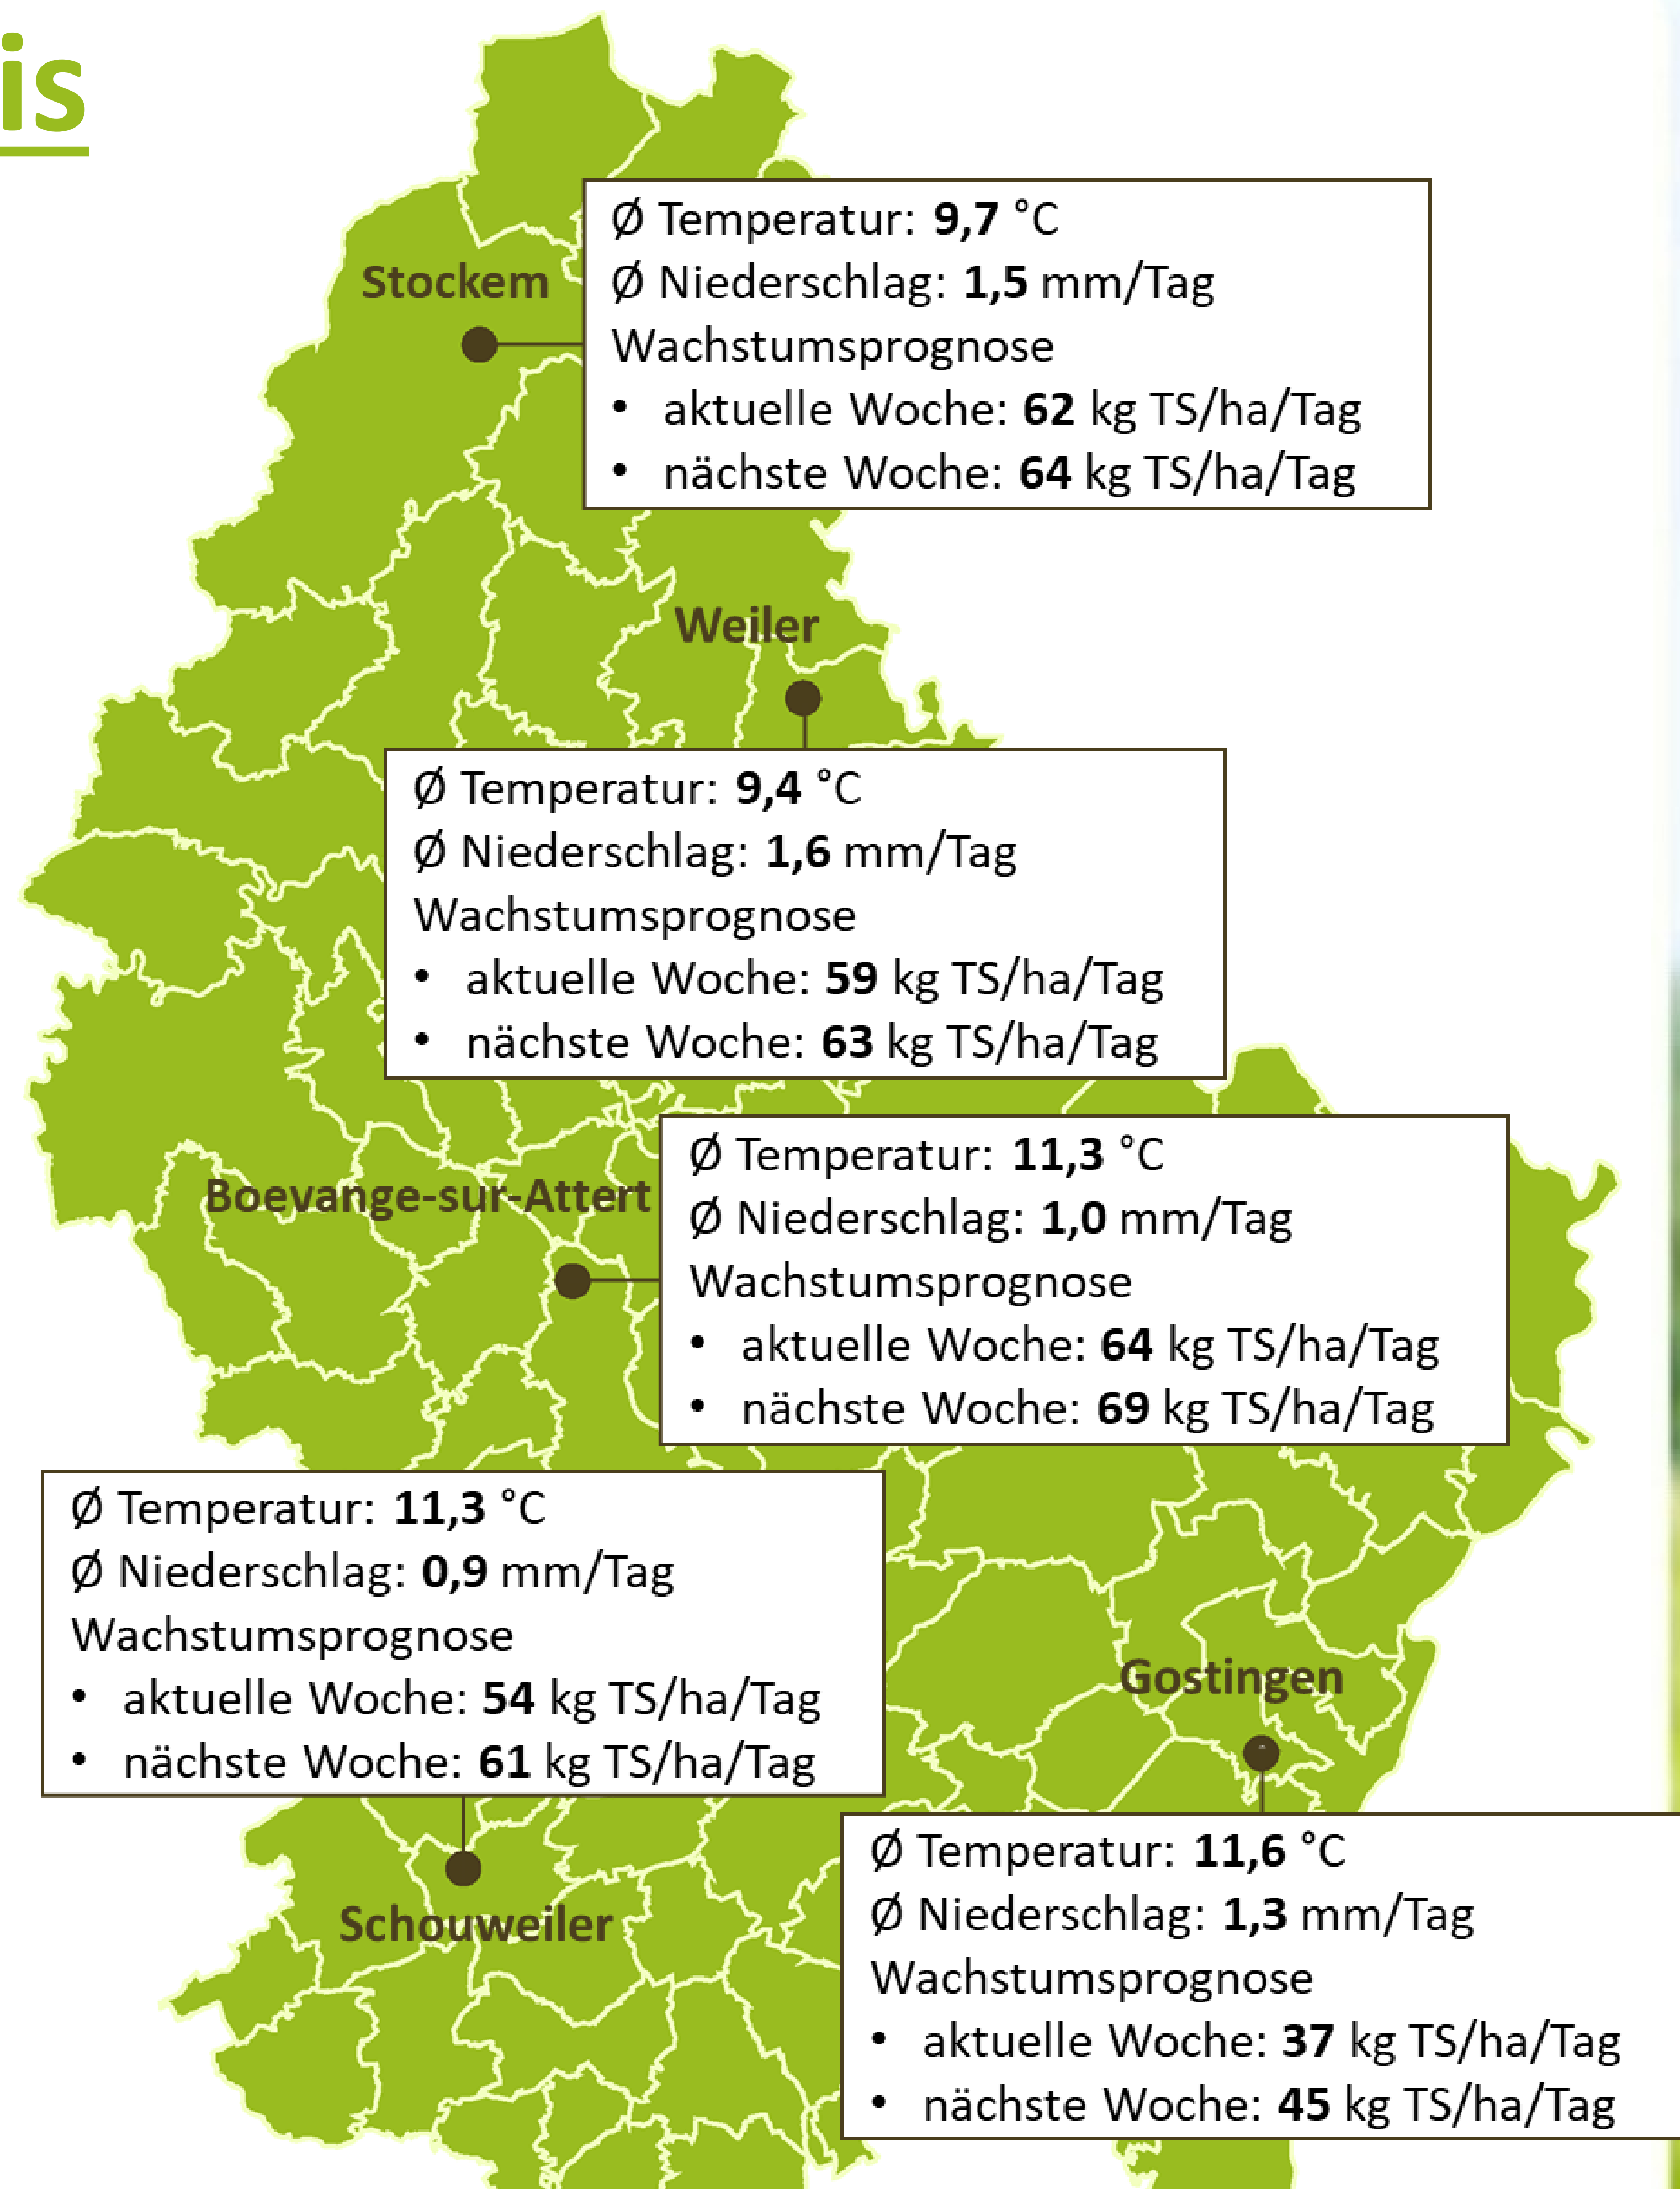 is
Stockem
Ø Temperatur: 9,7 °C
Ø Niederschlag: 1,5 mm/Tag
Wachstumsprognose
• aktuelle Woche: 62 kg TS/ha/Tag
• nächste Woche: 64 kg TS/ha/Tag
Weiler
Ø Temperatur: 9,4 °C
Ø Niederschlag: 1,6 mm/Tag
Wachstumsprognose
• aktuelle Woche: 59 kg TS/ha/Tag
• nächste Woche: 63 kg TS/ha/Tag
Boevange-sur-Attert
Ø Temperatur: 11,3 °C
Ø Niederschlag: 1,0 mm/Tag
Wachstumsprognose
• aktuelle Woche: 64 kg TS/ha/Tag
• nächste Woche: 69 kg TS/ha/Tag
Ø Temperatur: 11,3 °C
Ø Niederschlag: 0,9 mm/Tag
Wachstumsprognose
• aktuelle Woche: 54 kg TS/ha/Tag
• nächste Woche: 61 kg TS/ha/Tag
Schouweiler
Gostingen
Ø Temperatur: 11,6 °C
Ø Niederschlag: 1,3 mm/Tag
Wachstumsprognose
• aktuelle Woche: 37 kg TS/ha/Tag
• nächste Woche: 45 kg TS/ha/Tag